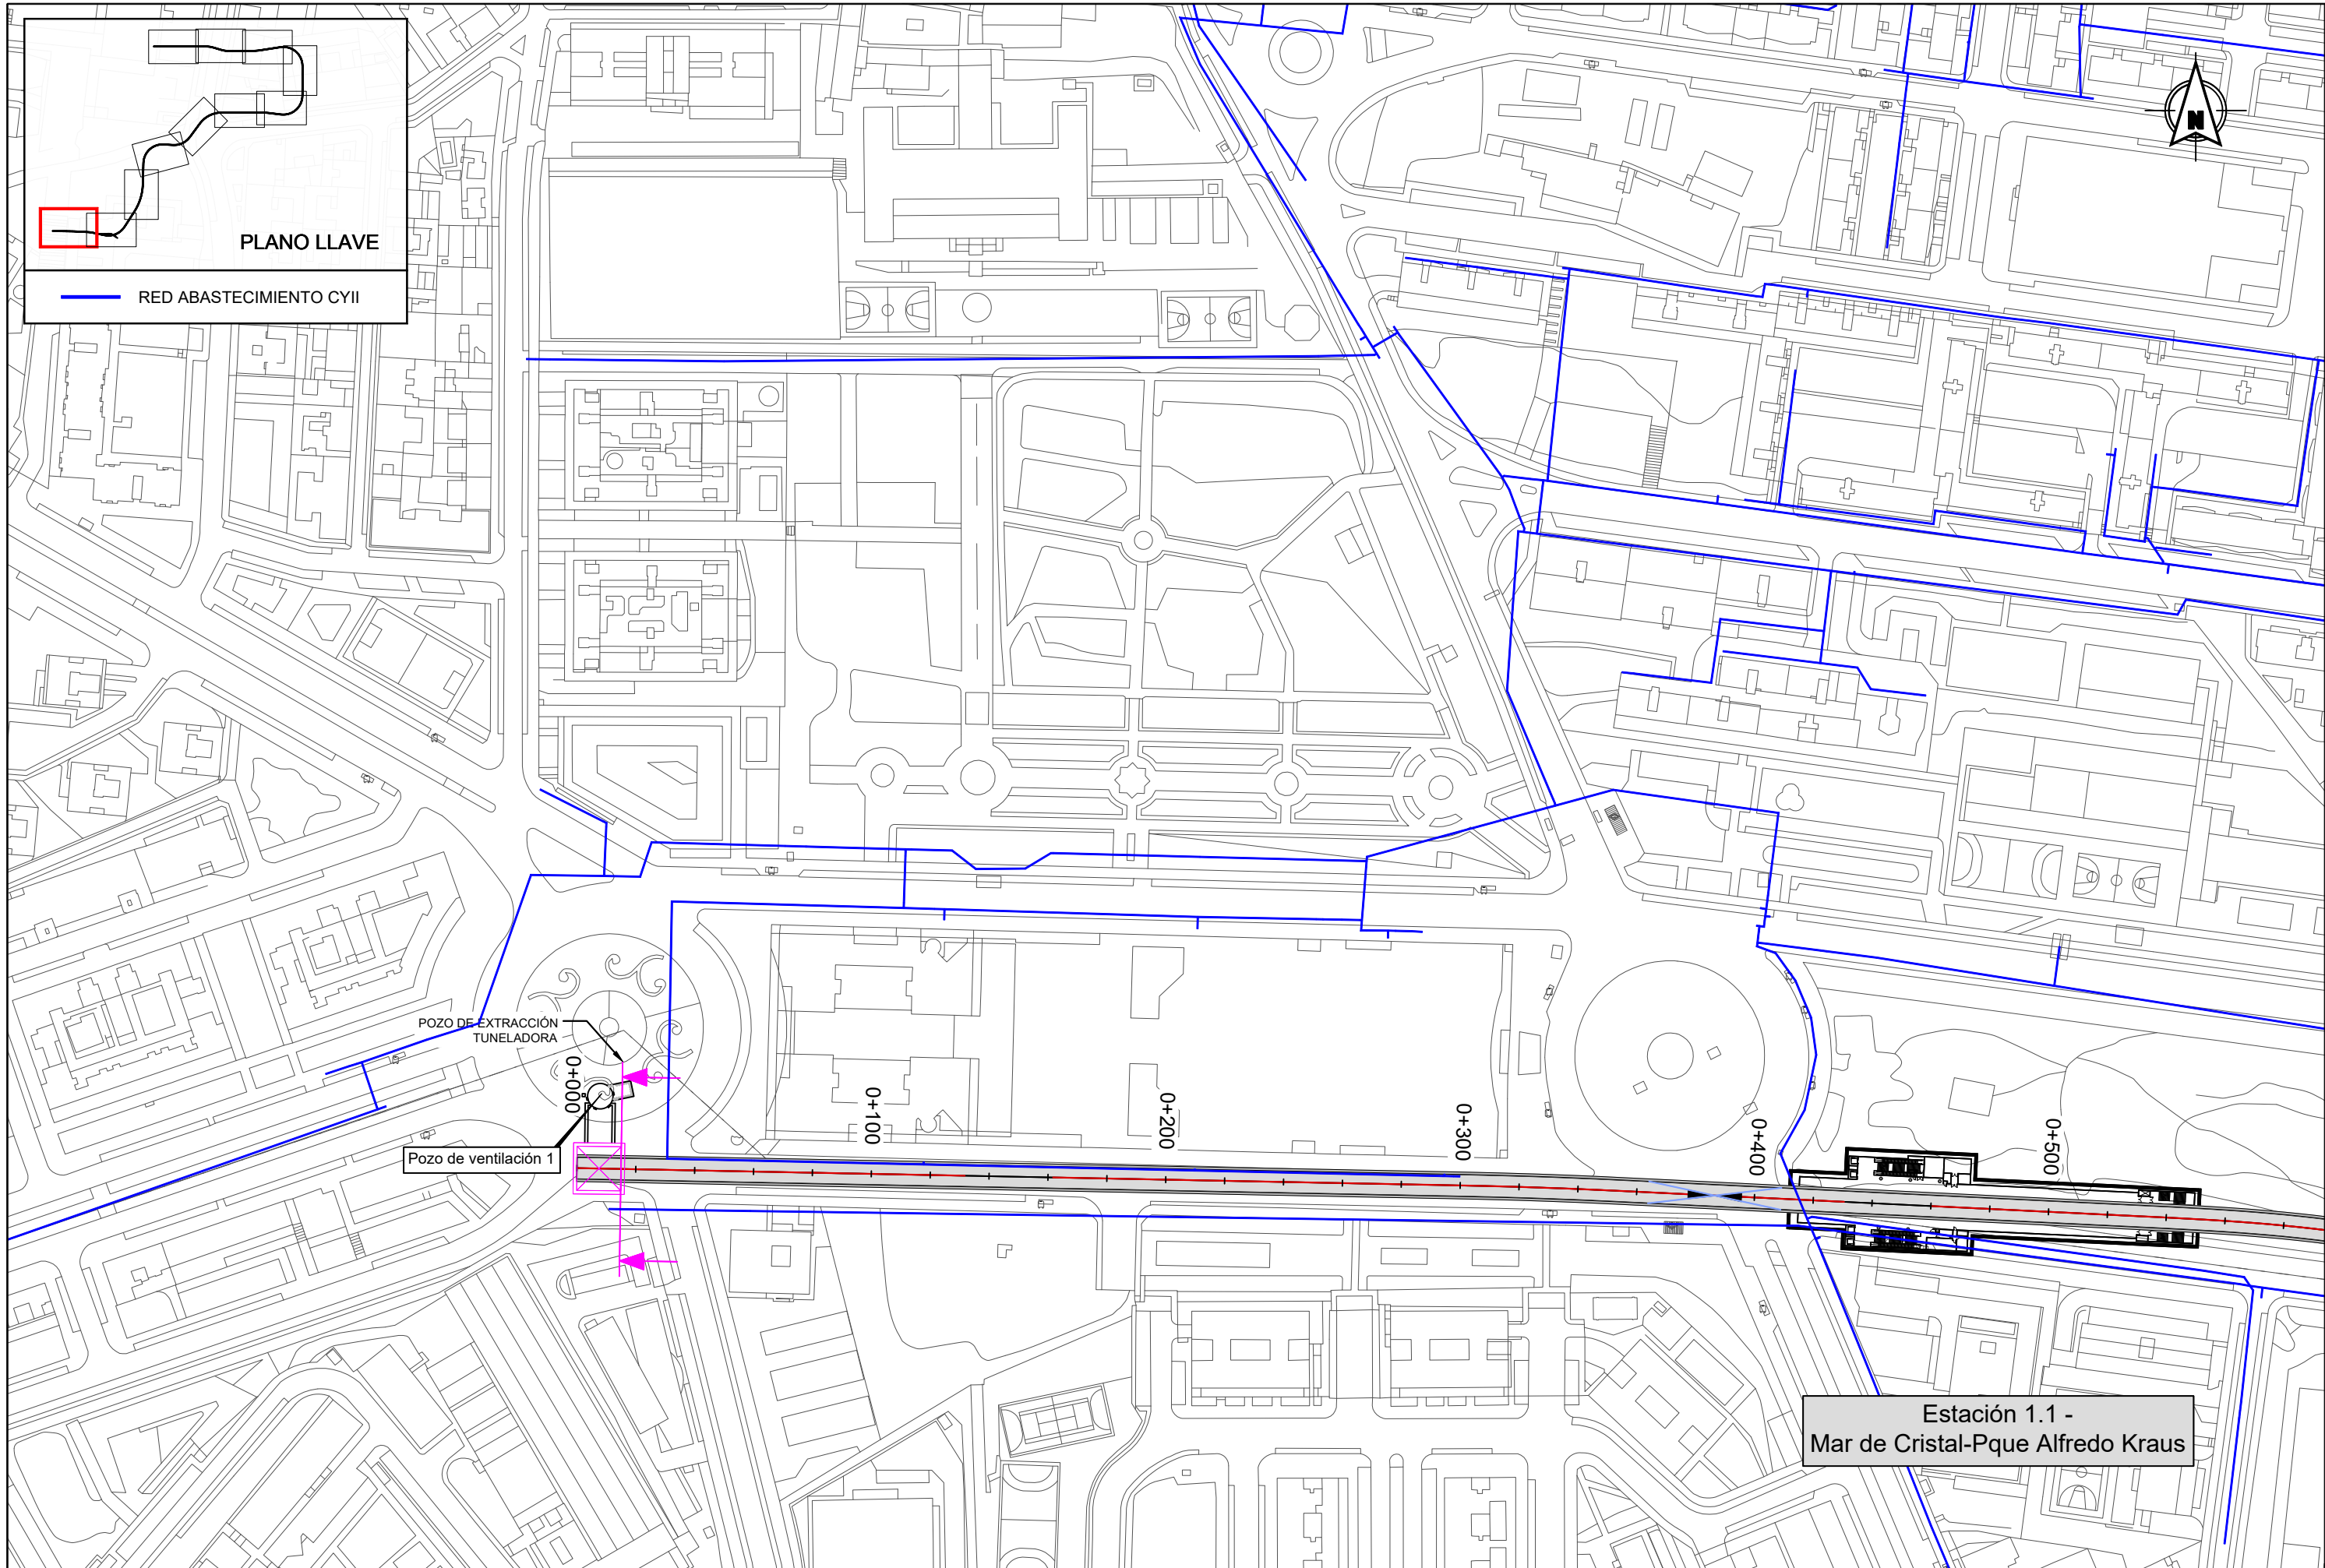 PLANO LLAVE
RED ABASTECIMIENTO CYII
N
POZO DE EXTRACCIÓN
TUNELADORA
Pozo de ventilación 1
0+000
0+100
0+200
0+300
0+400
0+500
Estación 1.1 -
Mar de Cristal-Pque Alfredo Kraus